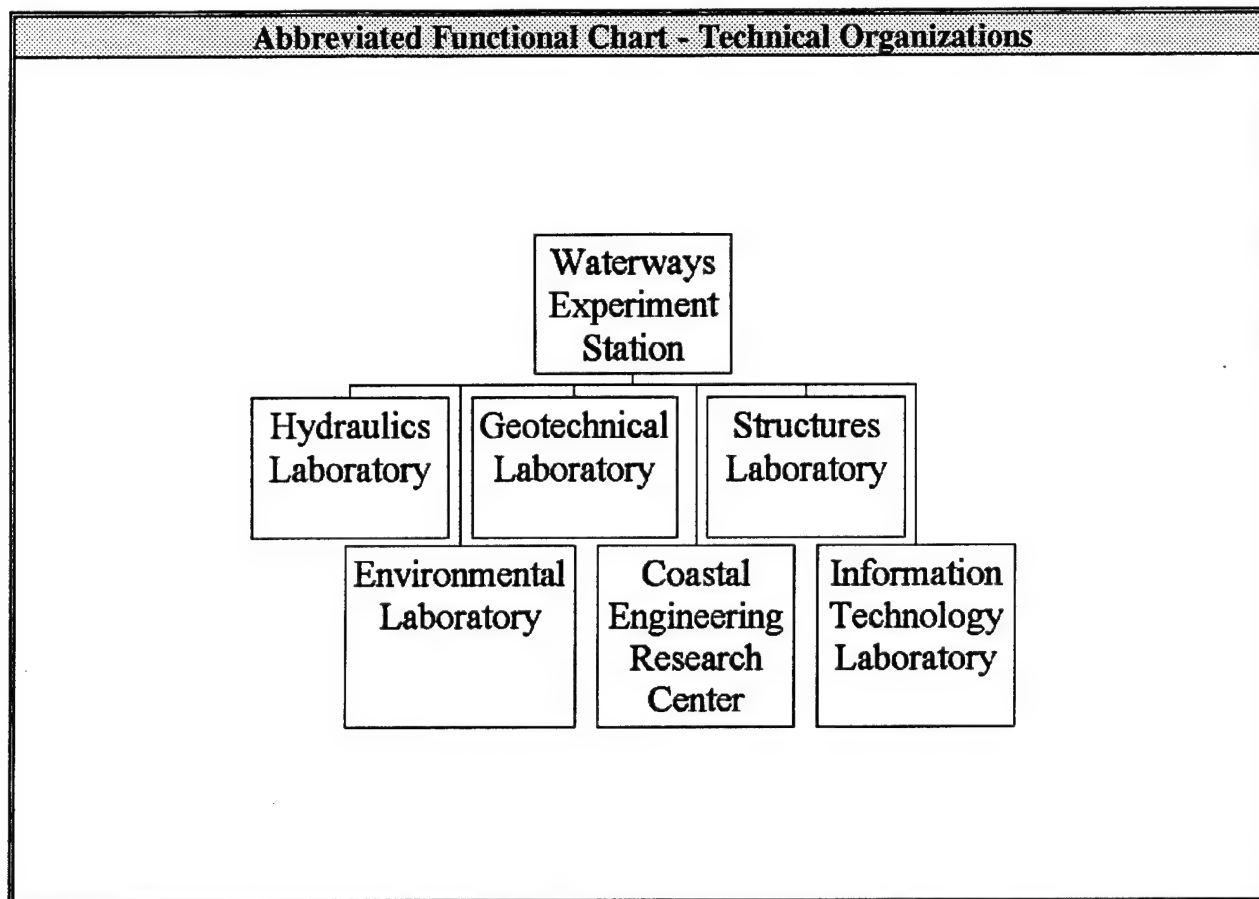 Abbreviated Functional Chart - Technical Organizations
Waterways
Experiment
Station
Hydraulics
Laboratory
Geotechnical
Laboratory
Structures
Laboratory
Environmental
Laboratory
Coastal
Engineering
Research
Center
Information
Technology
Laboratory